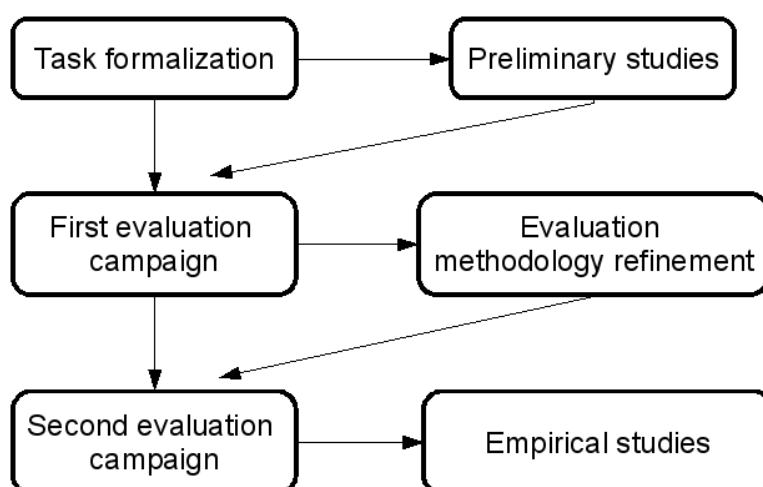 Task formalization
Preliminary studies
First evaluation
campaign
Evaluation
methodology refinement
Second evaluation
campaign
Empirical studies